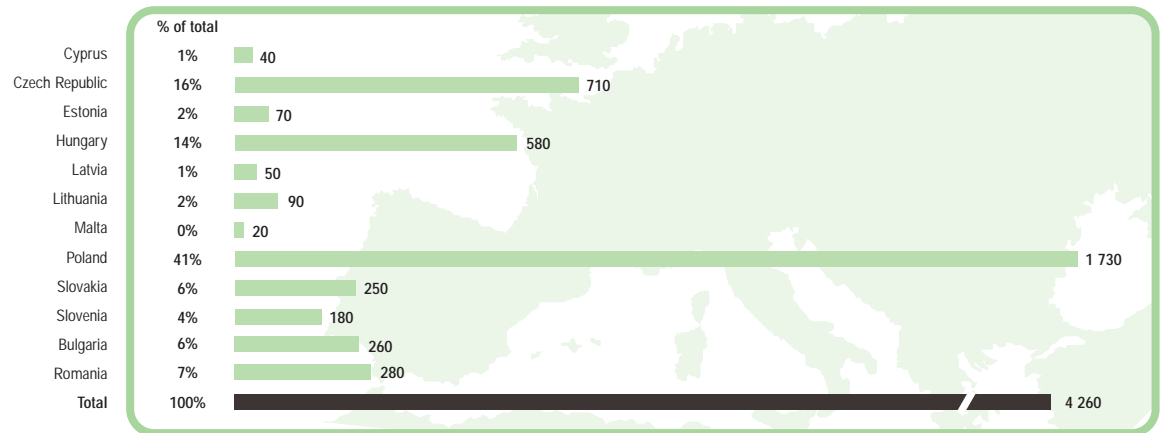 % of total
Cyprus 1% 40
Czech Republic 16% 710
Estonia 2% 70
Hungary 14% 580
Latvia 1% 50
Lithuania 2% 90
Malta 0% 20
Poland 41% 1 730
Slovakia 6% 250
Slovenia 4% 180
Bulgaria 6% 260
Romania 7% 280
Total 100% 4 260